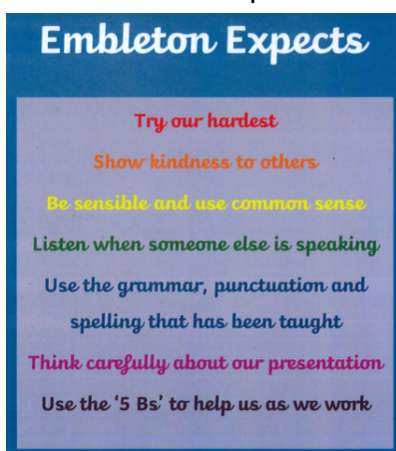 Embleton Expects
Try our hardest
Show kindness to others
Be sensible and use common sense
Listen when someone else is speaking
Use the grammar, punctuation and
spelling that has been taught
Think carefully about our presentation
Use the ‘5 Bs’ to help us as we work